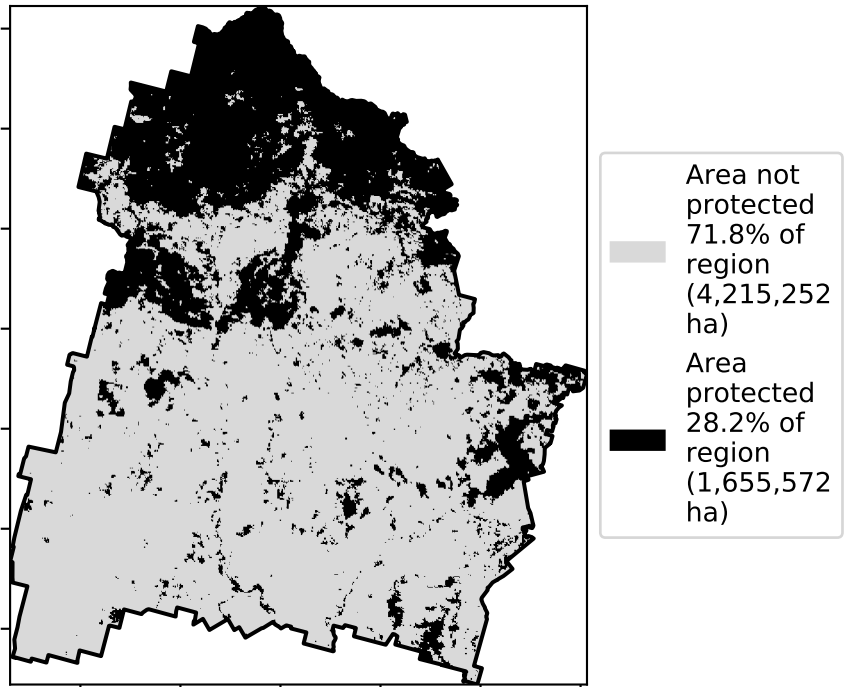 Area not
protected
71.8% of
region
(4,215,252
ha)
Area
protected
28.2% of
region
(1,655,572
ha)